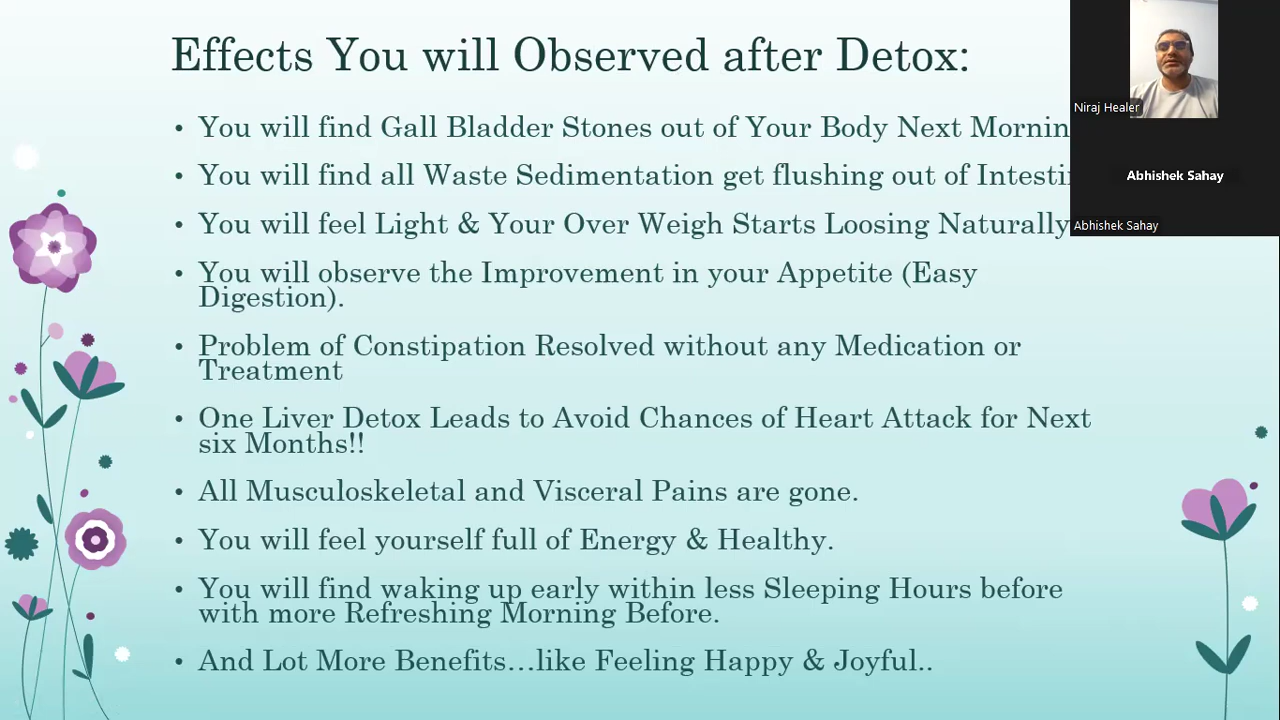 Effects You will Observed after Detox:
• You will find Gall Bladder Stones out of Your Body Next
• You will find all Waste Sedimentation get flushing out of
• You will feel Light & Your Over Weigh Starts Loosing Naturally
• You will observe the Improvement in your Appetite (Easy
Digestion).
• Problem of Constipation Resolved without any Medication or
Treatment
• One Liver Detox Leads to Avoid Chances of Heart Attack for Next
six Months!!
• All Musculoskeletal and Visceral Pains are gone.
• You will feel yourself full of Energy & Healthy.
• You will find waking up early within less Sleeping Hours before
with more Refreshing Morning Before.
• And Lot More Benefits…like Feeling Happy & Joyful..
Niraj Healer
Abhishek Sahay
Abhishek Sahay